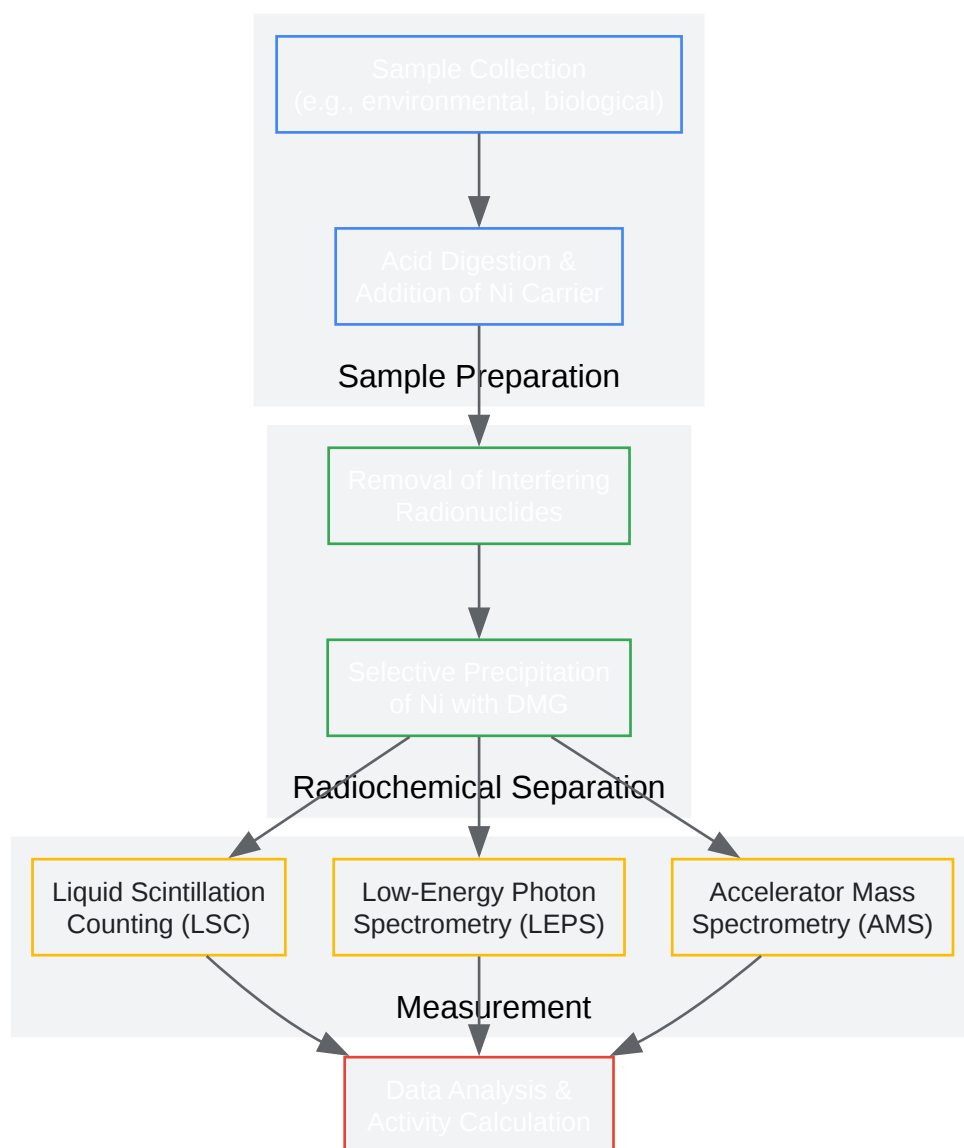 Sample Collection
(e.g., environmental, biological)
Acid Digestion &
Addition of Ni Carrier
Sample Preparation
Removal of Interfering
Radionuclides
Selective Precipitation
of Ni with DMG
Radiochemical Separation
Liquid Scintillation
Counting (LSC)
Low-Energy Photon
Spectrometry (LEPS)
Accelerator Mass
Spectrometry (AMS)
Measurement
Data Analysis &
Activity Calculation